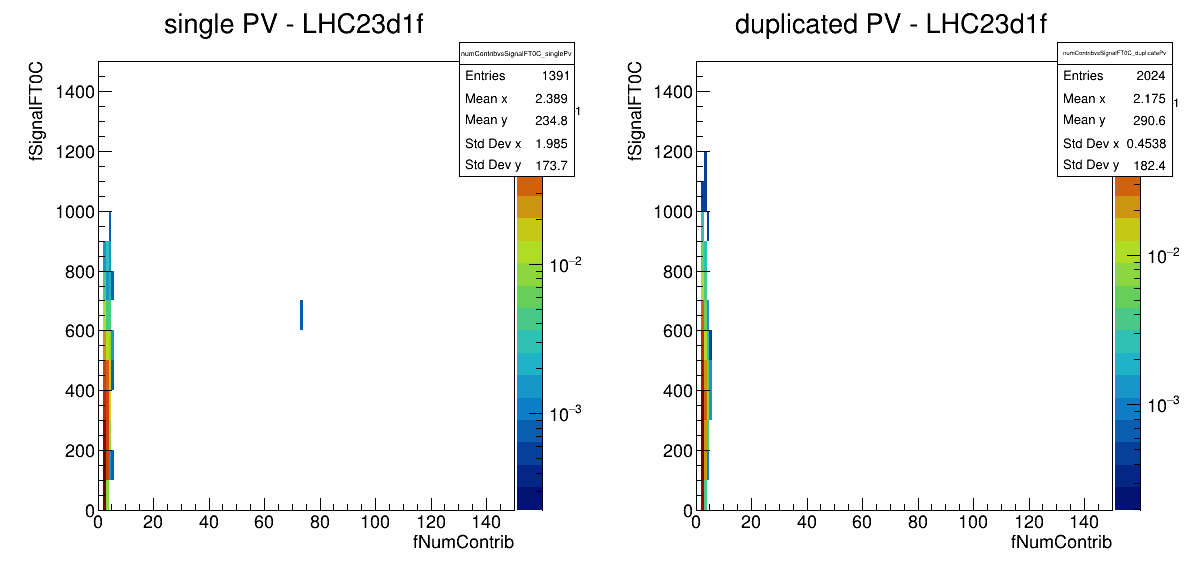 single PV - LHC23d1f
numContribvsSignalFT0C_singlePv
Entries 1391
Mean x 2.389
Mean y 234.8
Std Dev x 1.985
Std Dev y 173.7
1
fSignalFT0C
1400
1200
1000
800
600
400
200
0
10−2
10−3
0 20 40 60 80 100 120 140
fNumContrib
duplicated PV - LHC23d1f
numContribvsSignalFT0C_duplicatePv
Entries 2024
Mean x 2.175
Mean y 290.6
Std Dev x 0.4538
Std Dev y 182.4
1
fSignalFT0C
1400
1200
1000
800
600
400
200
0
10−2
10−3
0 20 40 60 80 100 120 140
fNumContrib